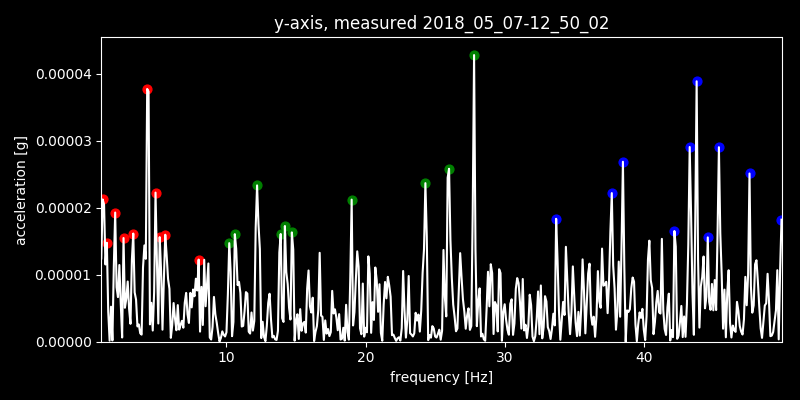 y-axis, measured 2018_05_07-12_50_02
acceleration [g]
0.00004
0.00003
0.00002
0.00001
0.00000
10 20 30 40
frequency [Hz]